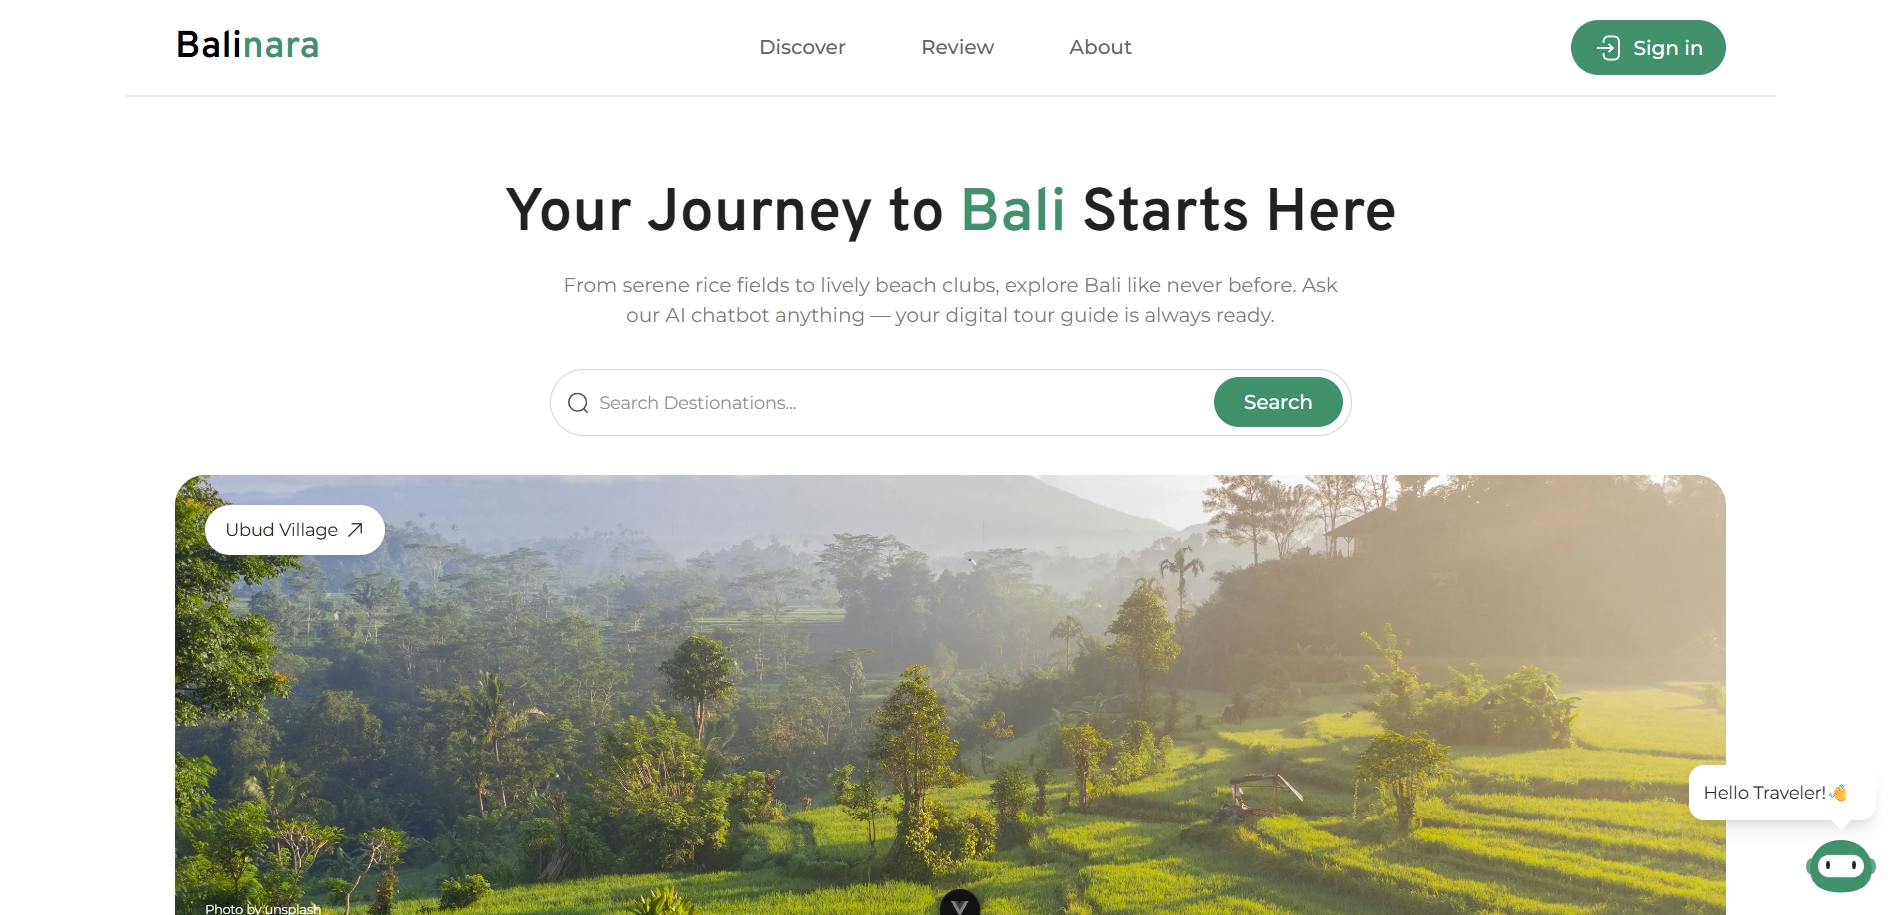 Balinara
Discover
Review
About
Sign in
Your Journey to Bali Starts Here
From serene rice fields to lively beach clubs, explore Bali like never before. Ask
our AI chatbot anything — your digital tour guide is always ready.
Search Destionations...
Search
Ubud Village
Hello Traveler!👋
Photo by unsplash